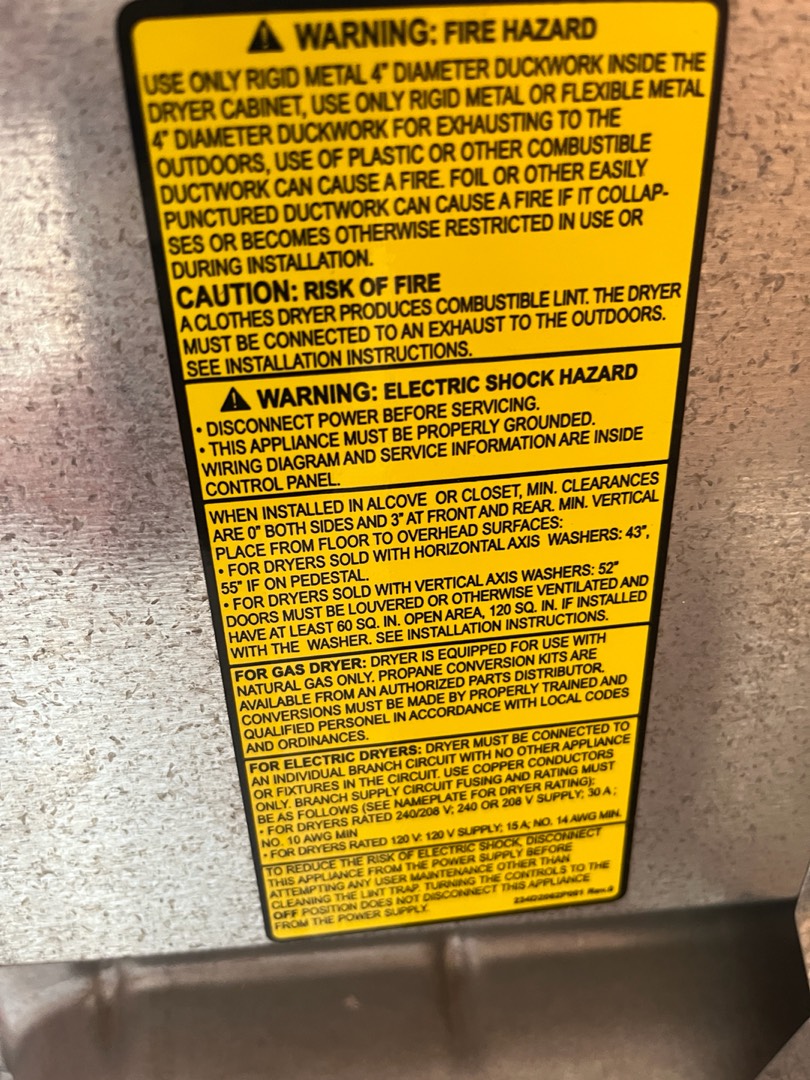 ⚠ WARNING: FIRE HAZARD
USE ONLY RIGID METAL 4" DIAMETER DUCKWORK INSIDE THE
DRYER CABINET, USE ONLY RIGID METAL OR FLEXIBLE METAL
4" DIAMETER DUCKWORK FOR EXHAUSTING TO THE
OUTDOORS, USE OF PLASTIC OR OTHER COMBUSTIBLE
DUCTWORK CAN CAUSE A FIRE. FOIL OR OTHER EASILY
PUNCTURED DUCTWORK CAN CAUSE A FIRE IF IT COLLAP-
SES OR BECOMES OTHERWISE RESTRICTED IN USE OR
DURING INSTALLATION.
CAUTION: RISK OF FIRE
A CLOTHES DRYER PRODUCES COMBUSTIBLE LINT. THE DRYER
MUST BE CONNECTED TO AN EXHAUST TO THE OUTDOORS.
SEE INSTALLATION INSTRUCTIONS.
⚠ WARNING: ELECTRIC SHOCK HAZARD
• DISCONNECT POWER BEFORE SERVICING.
• THIS APPLIANCE MUST BE PROPERLY GROUNDED.
WIRING DIAGRAM AND SERVICE INFORMATION ARE INSIDE
CONTROL PANEL.
WHEN INSTALLED IN ALCOVE OR CLOSET, MIN. CLEARANCES
ARE 0" BOTH SIDES AND 3" AT FRONT AND REAR. MIN. VERTICAL
PLACE FROM FLOOR TO OVERHEAD SURFACES:
• FOR DRYERS SOLD WITH HORIZONTAL AXIS WASHERS: 43",
55" IF ON PEDESTAL.
• FOR DRYERS SOLD WITH VERTICAL AXIS WASHERS: 52"
DOORS MUST BE LOUVERED OR OTHERWISE VENTILATED AND
HAVE AT LEAST 60 SQ. IN. OPEN AREA, 120 SQ. IN. IF INSTALLED
WITH THE WASHER. SEE INSTALLATION INSTRUCTIONS.
FOR GAS DRYER: DRYER IS EQUIPPED FOR USE WITH
NATURAL GAS ONLY. PROPANE CONVERSION KITS ARE
AVAILABLE FROM AN AUTHORIZED PARTS DISTRIBUTOR.
CONVERSIONS MUST BE MADE BY PROPERLY TRAINED AND
QUALIFIED PERSONEL IN ACCORDANCE WITH LOCAL CODES
AND ORDINANCES.
FOR ELECTRIC DRYERS: DRYER MUST BE CONNECTED TO
AN INDIVIDUAL BRANCH CIRCUIT WITH NO OTHER APPLIANCE
OR FIXTURES IN THE CIRCUIT. USE COPPER CONDUCTORS
ONLY. BRANCH SUPPLY CIRCUIT FUSING AND RATING MUST
BE AS FOLLOWS (SEE NAMEPLATE FOR DRYER RATING):
• FOR DRYERS RATED 240/208 V; 240 OR 208 V SUPPLY; 30 A;
NO. 10 AWG MIN
• FOR DRYERS RATED 120 V: 120 V SUPPLY; 15 A; NO. 14 AWG MIN.
TO REDUCE THE RISK OF ELECTRIC SHOCK, DISCONNECT
THIS APPLIANCE FROM THE POWER SUPPLY BEFORE
ATTEMPTING ANY USER MAINTENANCE OTHER THAN
CLEANING THE LINT TRAP. TURNING THE CONTROLS TO THE
OFF POSITION DOES NOT DISCONNECT THIS APPLIANCE
FROM THE POWER SUPPLY.